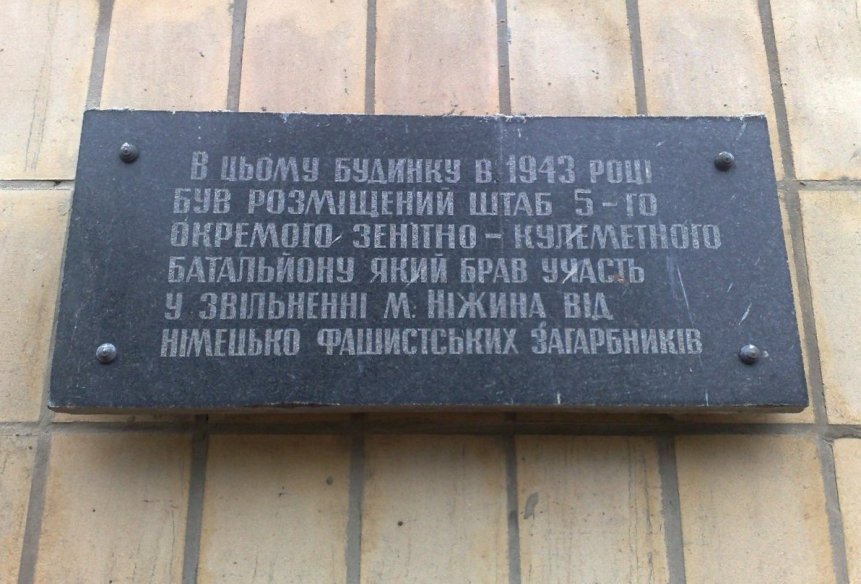 В ЦЬОМУ БУДИНКУ В 1943 РОЦІ
БУВ РОЗМІЩЕНИЙ ШТАБ 5-ГО
ОКРЕМОГО ЗЕНІТНО-КУЛЕМЕТНОГО
БАТАЛЬЙОНУ ЯКИЙ БРАВ УЧАСТЬ
У ЗВІЛЬНЕННІ М. НІЖИНА ВІД
НІМЕЦЬКО ФАШИСТСЬКИХ ЗАГАРБНИКІВ